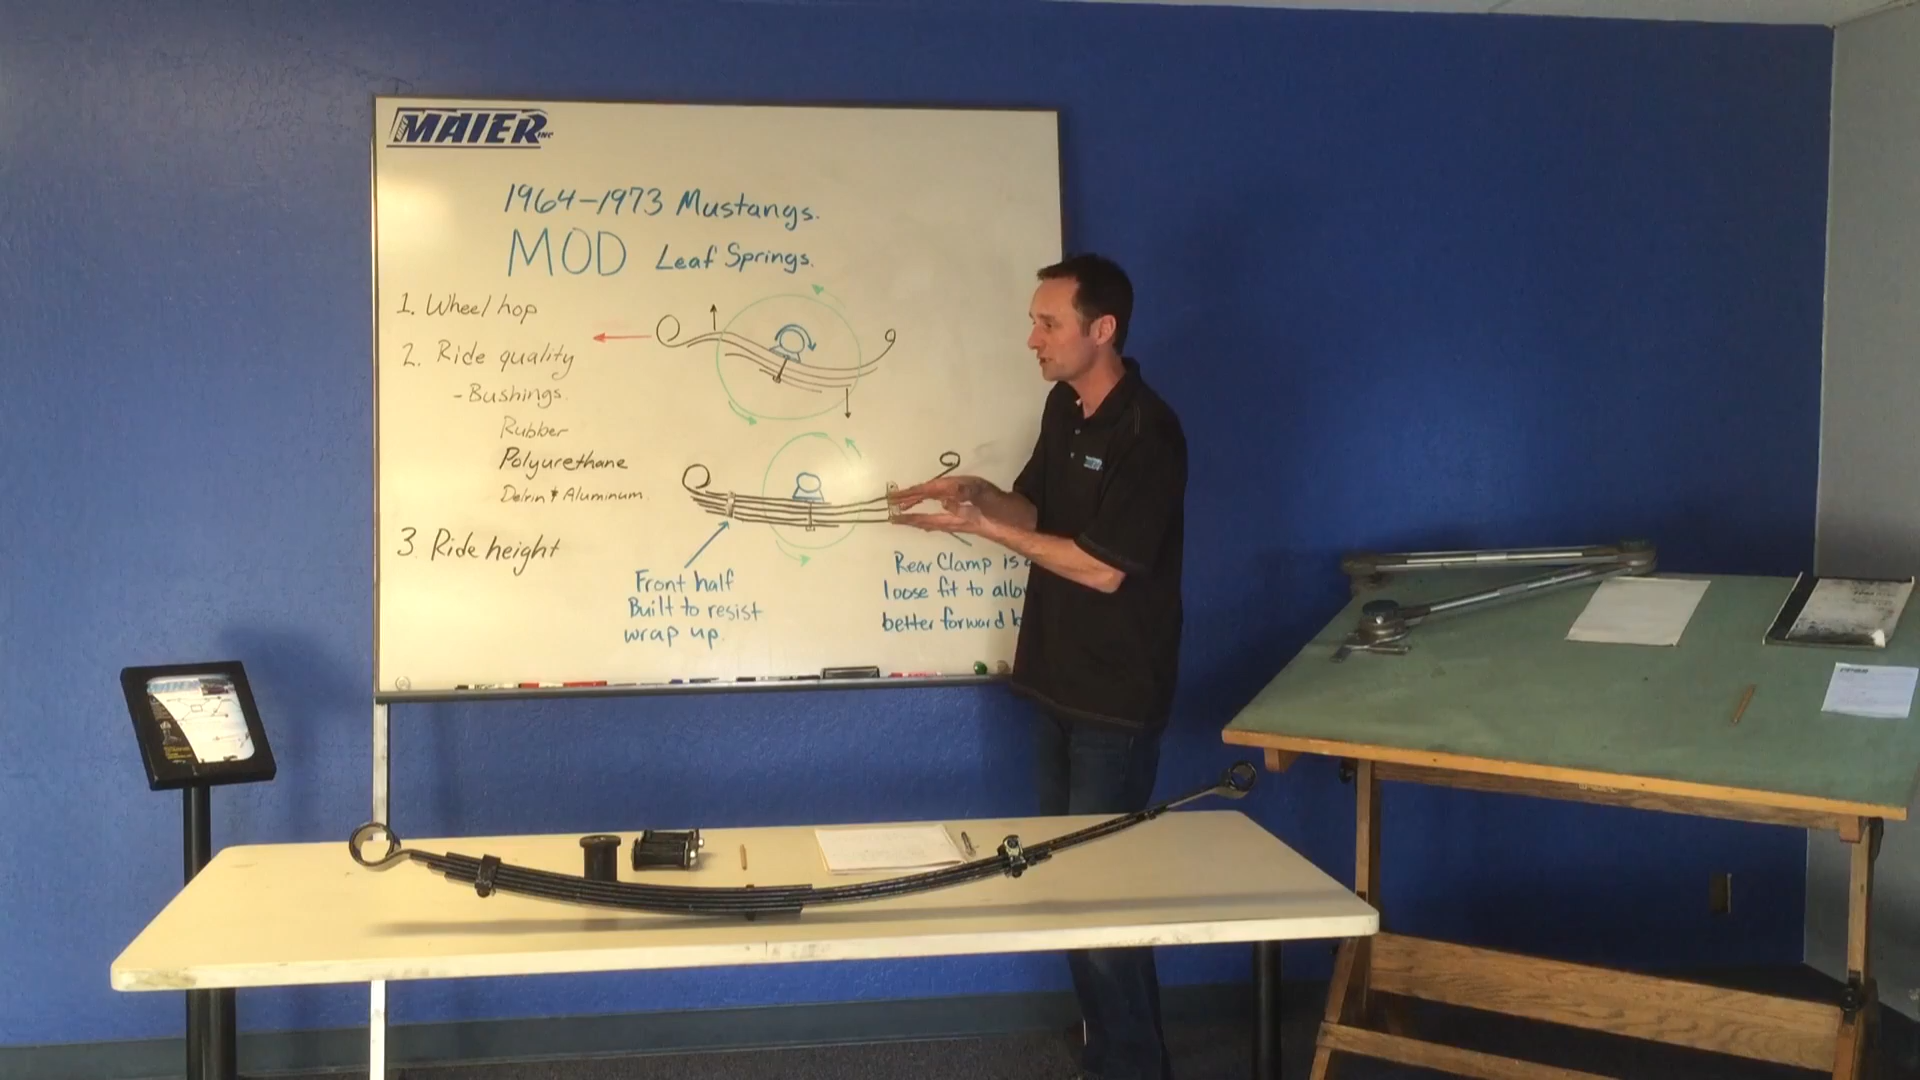 MAIER INC
1964-1973 Mustangs.
MOD Leaf Springs.
1. Wheel hop
2. Ride quality
- Bushings.
Rubber
Polyurethane
Delrin & Aluminum
3. Ride height
Front half
Built to resist
wrap up.
Rear Clamp is
loose fit to
better forward